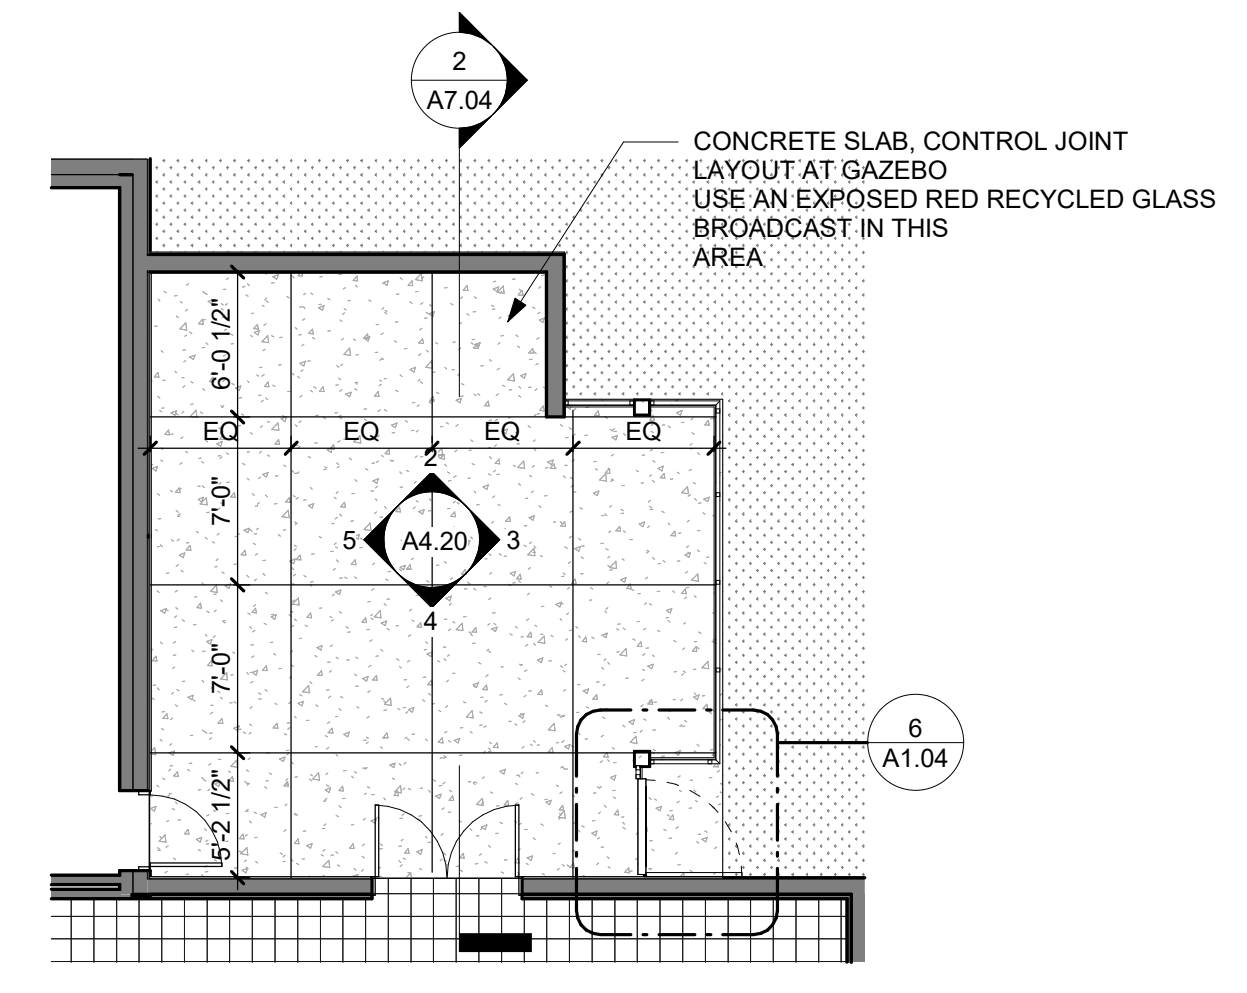 2
A7.04
CONCRETE SLAB, CONTROL JOINT
LAYOUT AT GAZEBO
USE AN EXPOSED RED RECYCLED GLASS
BROADCAST IN THIS
AREA
6'-0 1/2"
EQ EQ EQ EQ
2
7'-0"
5 A4.20 3
4
7'-0"
6
A1.04
5'-2 1/2"